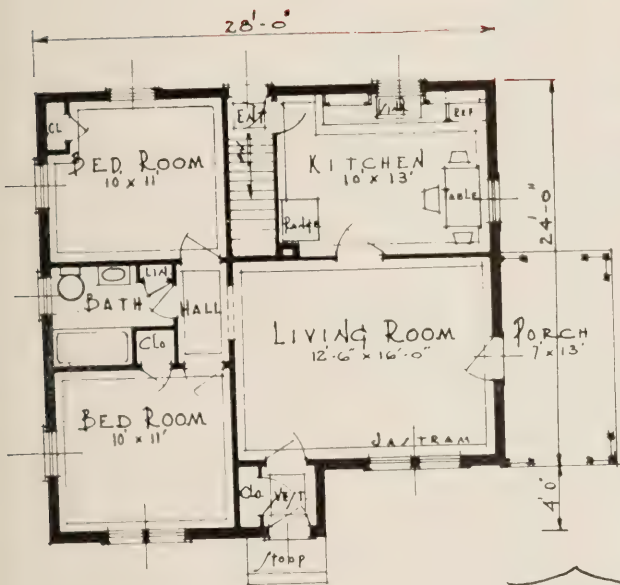 28'-0"
CL
BED ROOM
10' x 11'
ENT
KITCHEN
10' x 13'
REF
TABLE
Range
24'-0"
LIN
BATH
HALL
CLO
LIVING ROOM
12'-6" x 16'-0"
PORCH
7' x 13'
BED ROOM
10' x 11'
JASTRAM
CLO
VEST
4'0"
stoop